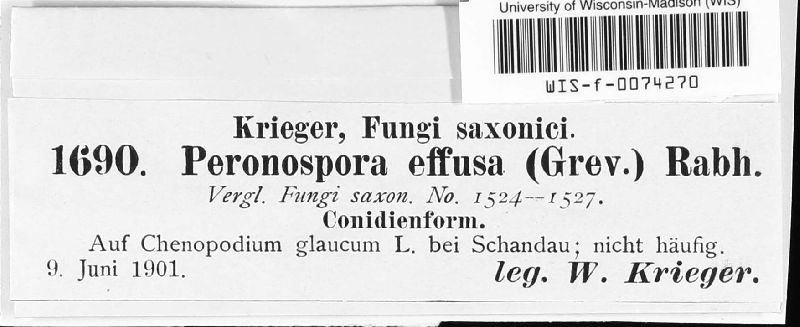 University of Wisconsin-Madison (WIS)
WIS-f-0074270
Krieger, Fungi saxonici.
1690. Peronospora effusa (Grev.) Rabh.
Vergl. Fungi saxon. No. 1524—1527.
Conidienform.
Auf Chenopodium glaucum L. bei Schandau; nicht häufig.
9. Juni 1901.
leg. W. Krieger.